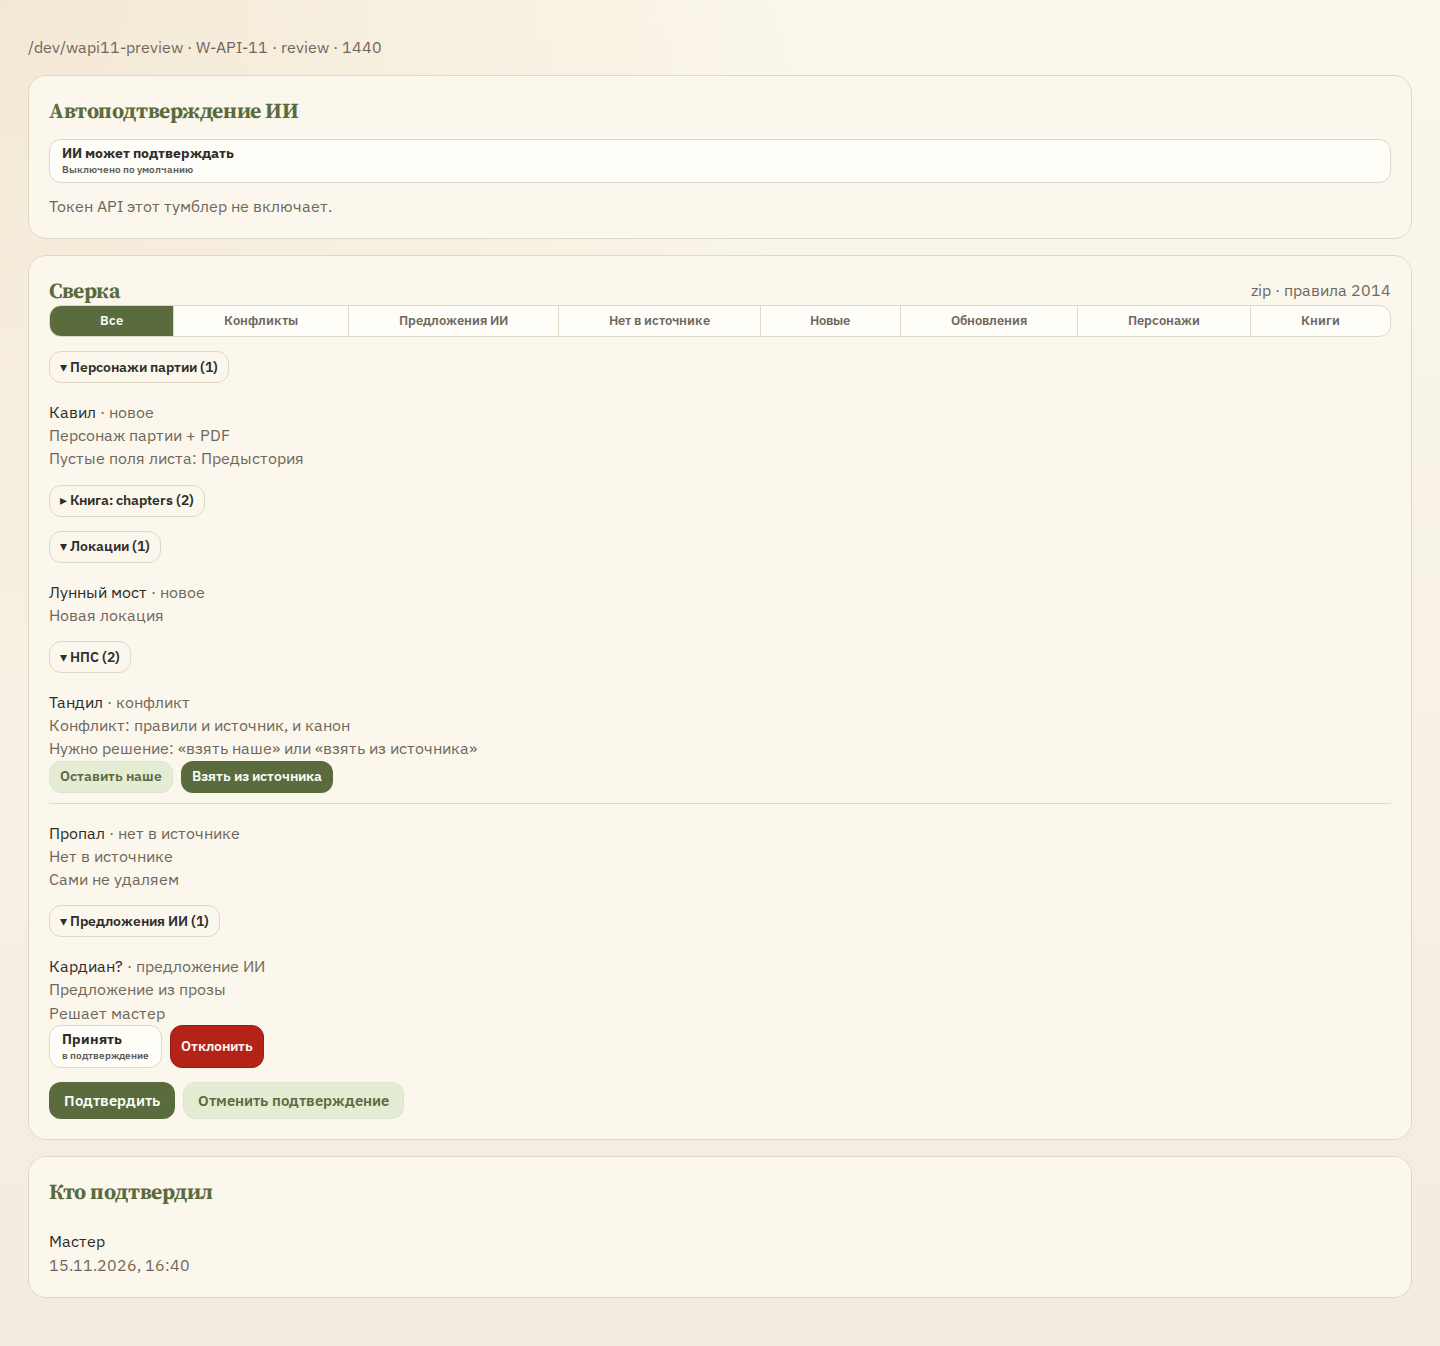 /dev/wapi11-preview · W-API-11 · review · 1440
Автоподтверждение ИИ
ИИ может подтверждать
Выключено по умолчанию
Токен API этот тумблер не включает.
Сверка
zip · правила 2014
Все
Конфликты
Предложения ИИ
Нет в источнике
Новые
Обновления
Персонажи
Книги
▾ Персонажи партии (1)
Кавил · новое
Персонаж партии + PDF
Пустые поля листа: Предыстория
▸ Книга: chapters (2)
▾ Локации (1)
Лунный мост · новое
Новая локация
▾ НПС (2)
Тандил · конфликт
Конфликт: правили и источник, и канон
Нужно решение: «взять наше» или «взять из источника»
Оставить наше
Взять из источника
Пропал · нет в источнике
Нет в источнике
Сами не удаляем
▾ Предложения ИИ (1)
Кардиан? · предложение ИИ
Предложение из прозы
Решает мастер
Принять
в подтверждение
Отклонить
Подтвердить
Отменить подтверждение
Кто подтвердил
Мастер
15.11.2026, 16:40